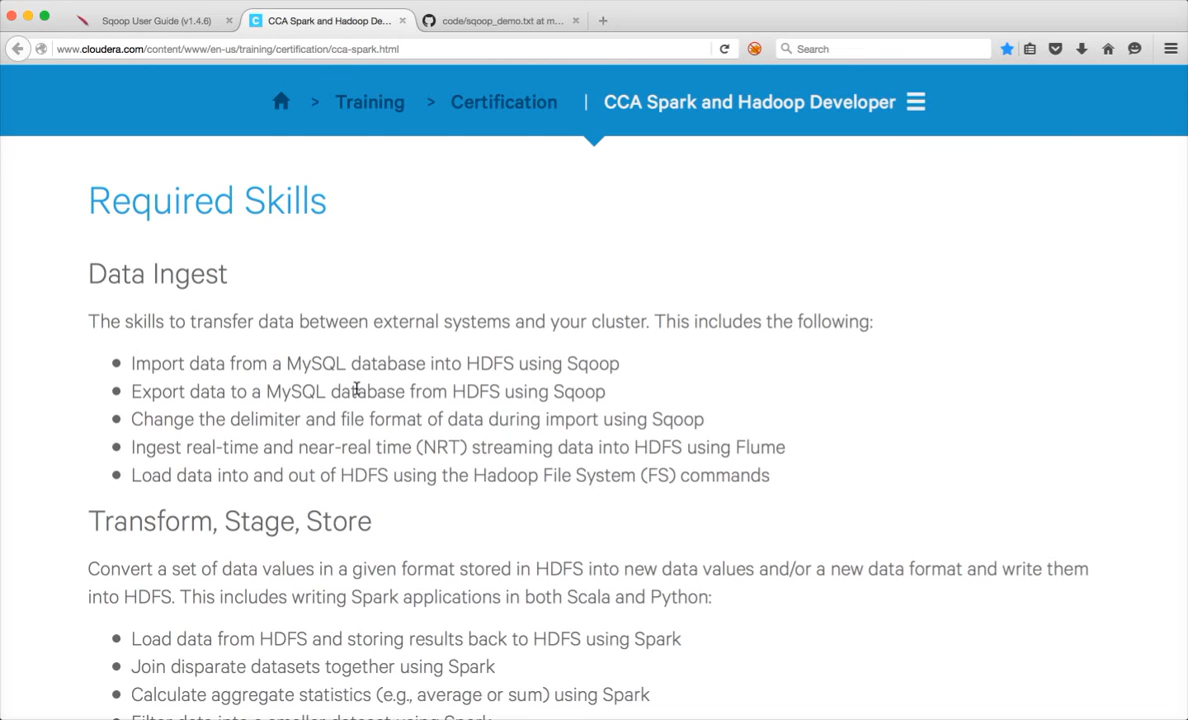 Sqoop User Guide (v1.4.6)
CCA Spark and Hadoop De...
code/sqoop_demo.txt at m...
www.cloudera.com/content/www/en-us/training/certification/cca-spark.html
Search
> Training > Certification | CCA Spark and Hadoop Developer
Required Skills
Data Ingest
The skills to transfer data between external systems and your cluster. This includes the following:
Import data from a MySQL database into HDFS using Sqoop
Export data to a MySQL database from HDFS using Sqoop
Change the delimiter and file format of data during import using Sqoop
Ingest real-time and near-real time (NRT) streaming data into HDFS using Flume
Load data into and out of HDFS using the Hadoop File System (FS) commands
Transform, Stage, Store
Convert a set of data values in a given format stored in HDFS into new data values and/or a new data format and write them
into HDFS. This includes writing Spark applications in both Scala and Python:
Load data from HDFS and storing results back to HDFS using Spark
Join disparate datasets together using Spark
Calculate aggregate statistics (e.g., average or sum) using Spark
Filter data into a smaller dataset using Spark